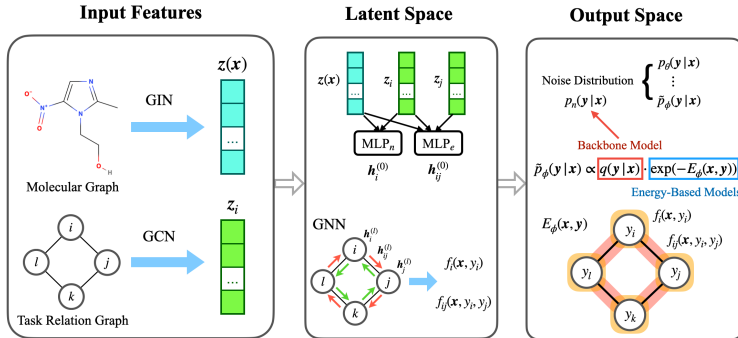 Input Features
z(x)
GIN
N
N
N⁺
O
O⁻
O
H
Molecular Graph
GCN
z_i
i
l
j
k
Task Relation Graph
Latent Space
z(x) z_i z_j
... ... ...
MLP_n MLP_e
h_i^(0) h_ij^(0)
GNN
h_i^(l)
h_ij^(l)
h_j^(l)
i
l
j
k
f_i(x, y_i)
f_ij(x, y_i, y_j)
Output Space
p_θ(y|x)
Noise Distribution { ⋮
p_n(y|x) p̃_ϕ(y|x)
Backbone Model
p̃_ϕ(y|x) ∝ q(y|x) · exp(−E_ϕ(x, y))
Energy-Based Models
E_ϕ(x, y)
f_i(x, y_i)
f_ij(x, y_i, y_j)
y_i
y_l
y_j
y_k